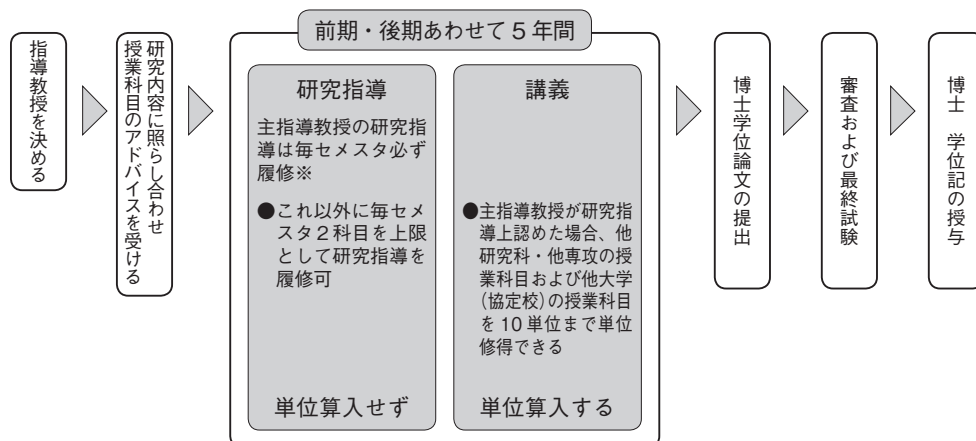 指導教授を決める
研究内容に照らし合わせ
授業科目のアドバイスを受ける
前期・後期あわせて5年間
研究指導
主指導教授の研究指
導は毎セメスタ必ず
履修※
●これ以外に毎セメ
スタ2科目を上限
として研究指導を
履修可
単位算入せず
講義
●主指導教授が研究指
導上認めた場合、他
研究科・他専攻の授
業科目および他大学
(協定校)の授業科目
を10単位まで単位
修得できる
単位算入する
博士学位論文の提出
審査および最終試験
博士 学位記の授与